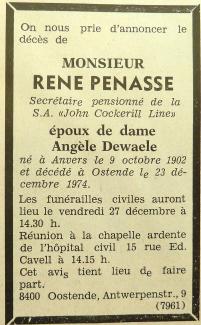 On nous prie d'annoncer le
décès de
MONSIEUR
RENE PENASSE
Secrétaire pensionné de la
S.A. «John Cockerill Line»
époux de dame
Angèle Dewaele
né à Anvers le 9 octobre 1902
et décédé à Ostende le 23 dé-
cembre 1974.
Les funérailles civiles auront
lieu le vendredi 27 décembre à
14.30 h.
Réunion à la chapelle ardente
de l'hôpital civil 15 rue Ed.
Cavell à 14.15 h.
Cet avis tient lieu de faire
part.
8400 Oostende, Antwerpenstr., 9
(7961)